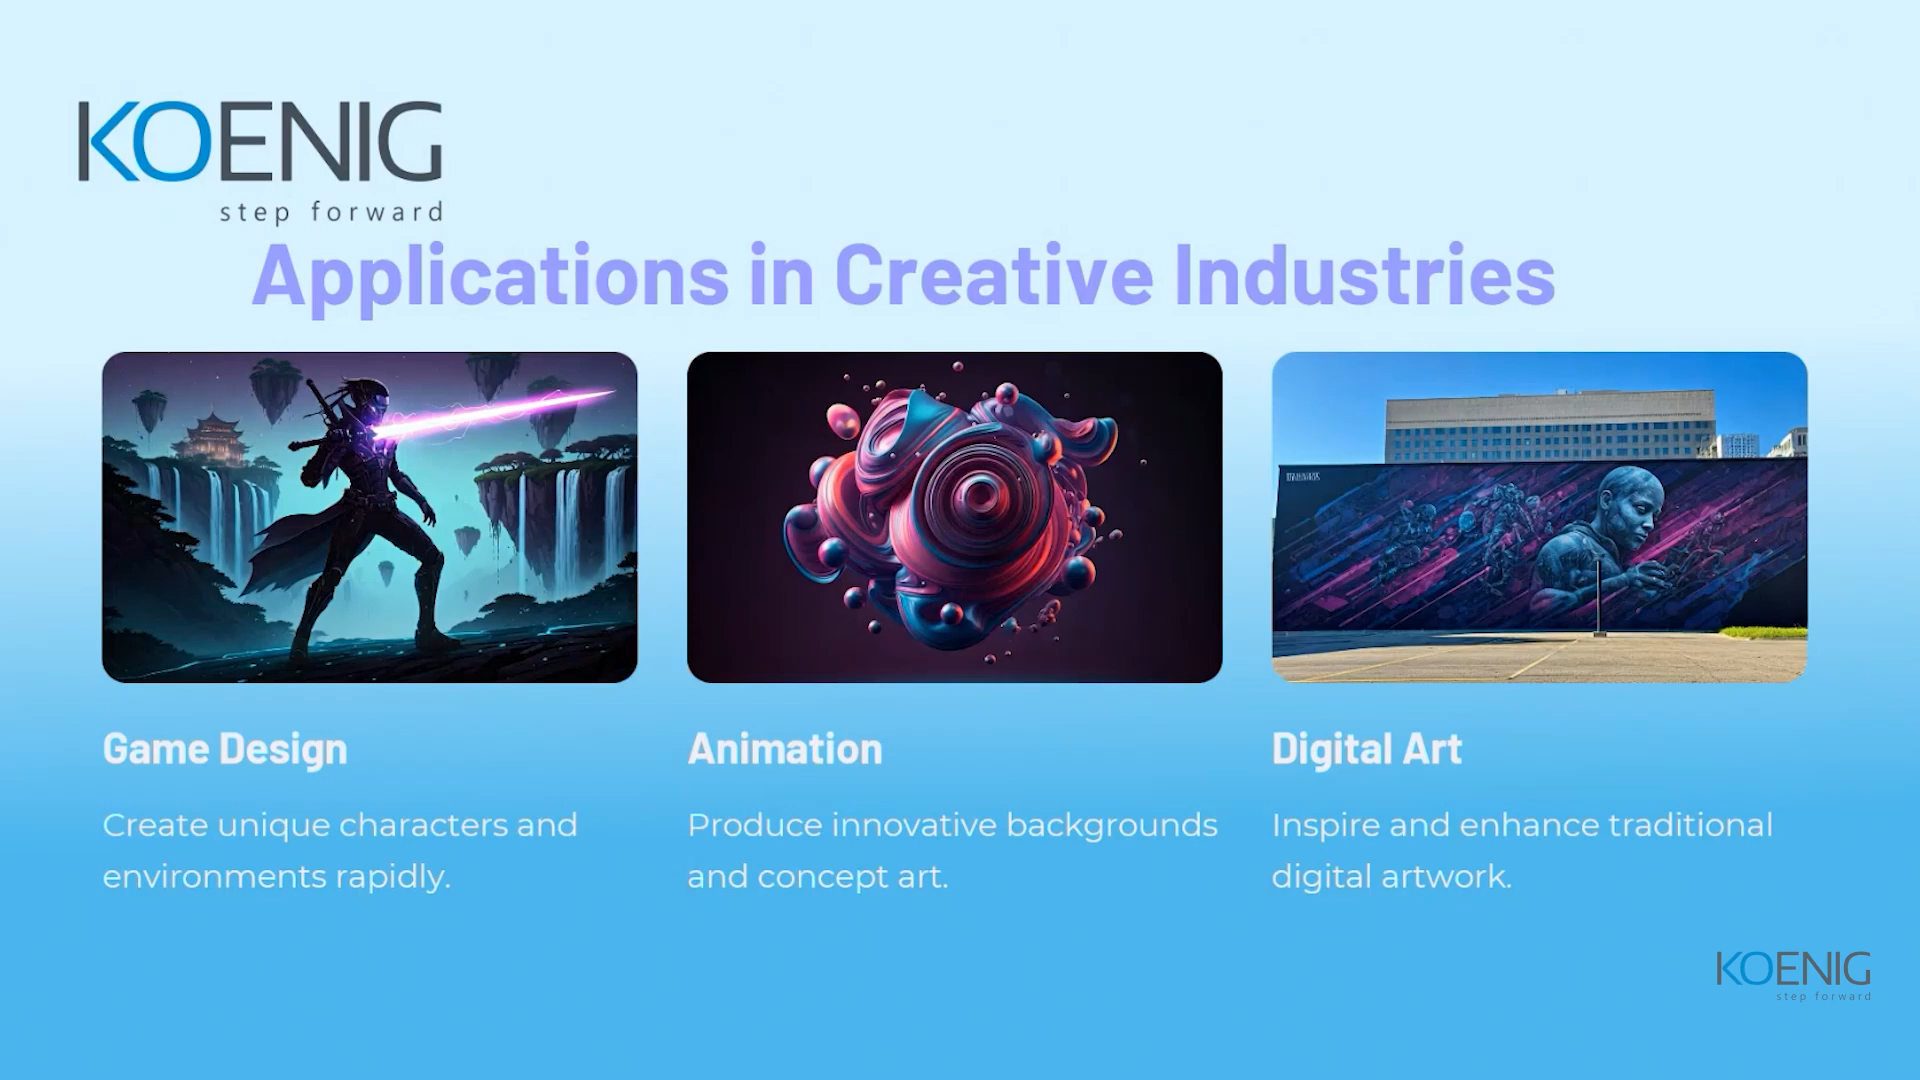 KOENIG
step forward
Applications in Creative Industries
Game Design
Create unique characters and
environments rapidly.
Animation
Produce innovative backgrounds
and concept art.
Digital Art
Inspire and enhance traditional
digital artwork.
KOENIG
step forward